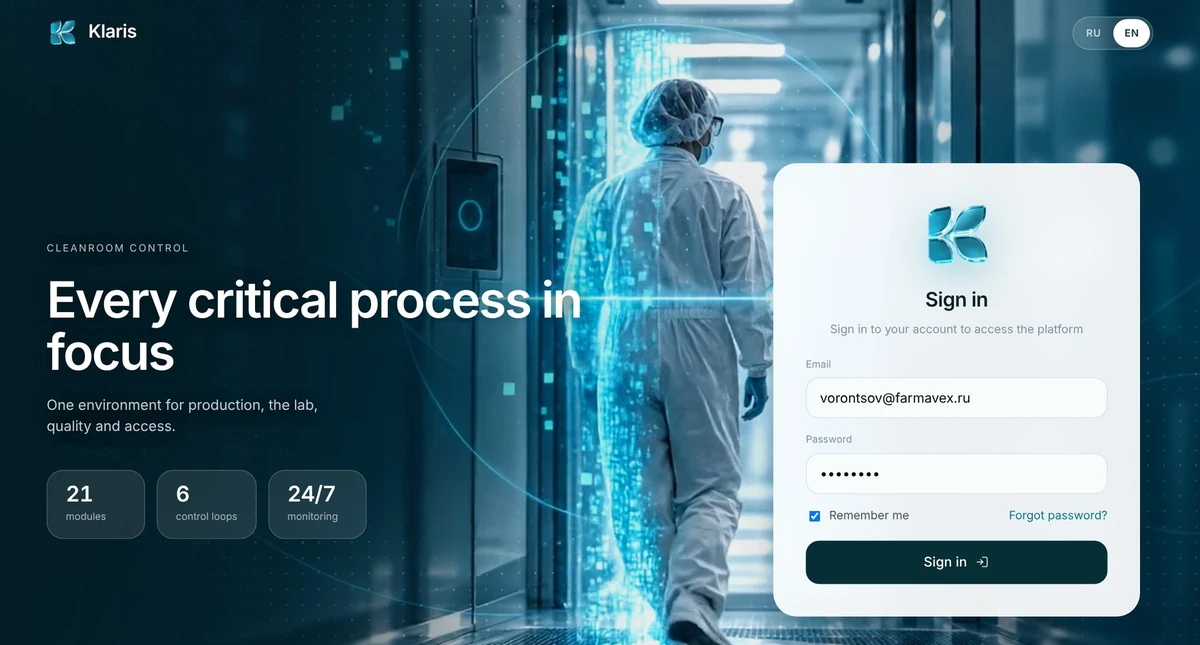 Klaris
RU EN
CLEANROOM CONTROL
Every critical process in
focus
One environment for production, the lab,
quality and access.
21
modules
6
control loops
24/7
monitoring
Sign in
Sign in to your account to access the platform
Email
vorontsov@farmavex.ru
Password
••••••••
Remember me
Forgot password?
Sign in